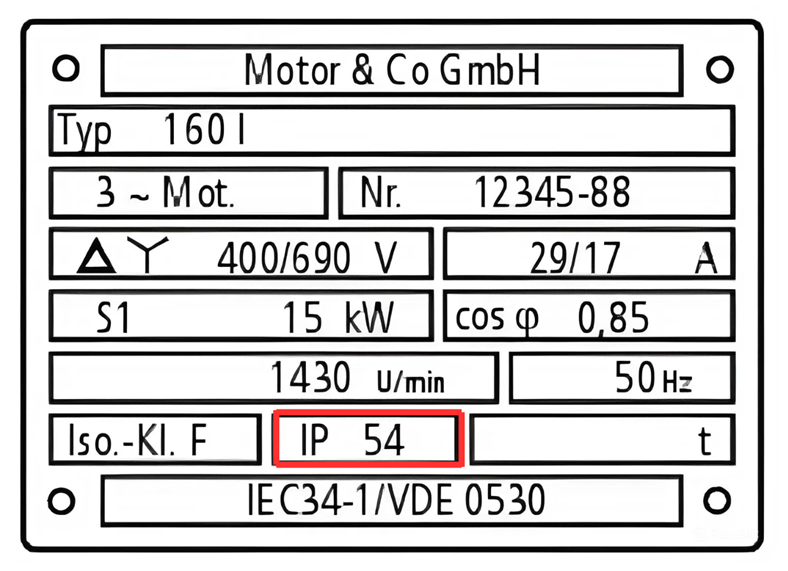 Motor & Co GmbH
Typ 160 l
3 ~ Mot. Nr. 12345-88
Δ Y 400/690 V 29/17 A
S1 15 kW cos φ 0,85
1430 U/min 50 Hz
Iso.-Kl. F IP 54 t
IEC34-1/VDE 0530